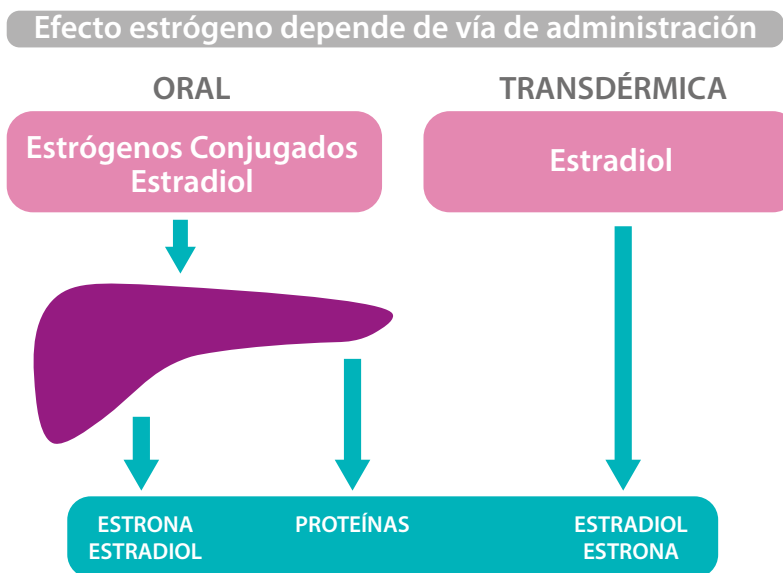 Efecto estrógeno depende de vía de administración
ORAL
TRANSDÉRMICA
Estrógenos Conjugados
Estradiol
Estradiol
ESTRONA
ESTRADIOL
PROTEÍNAS
ESTRADIOL
ESTRONA